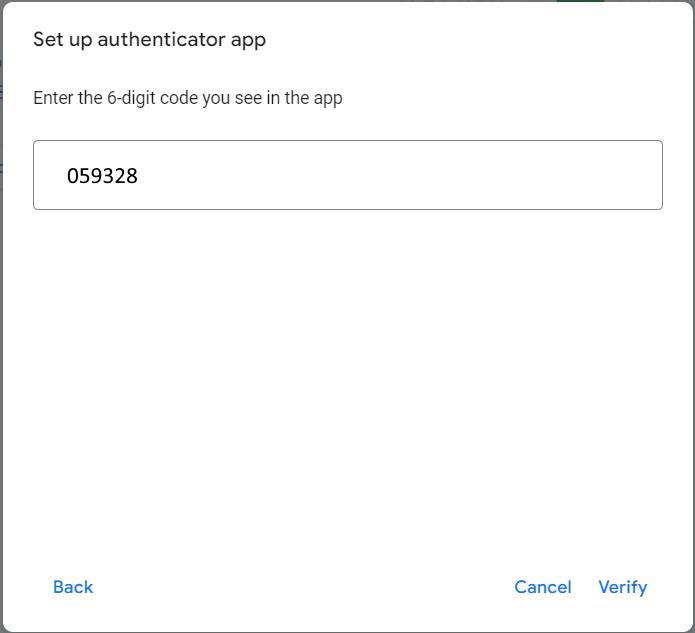 Set up authenticator app
Enter the 6-digit code you see in the app
059328
Back Cancel Verify